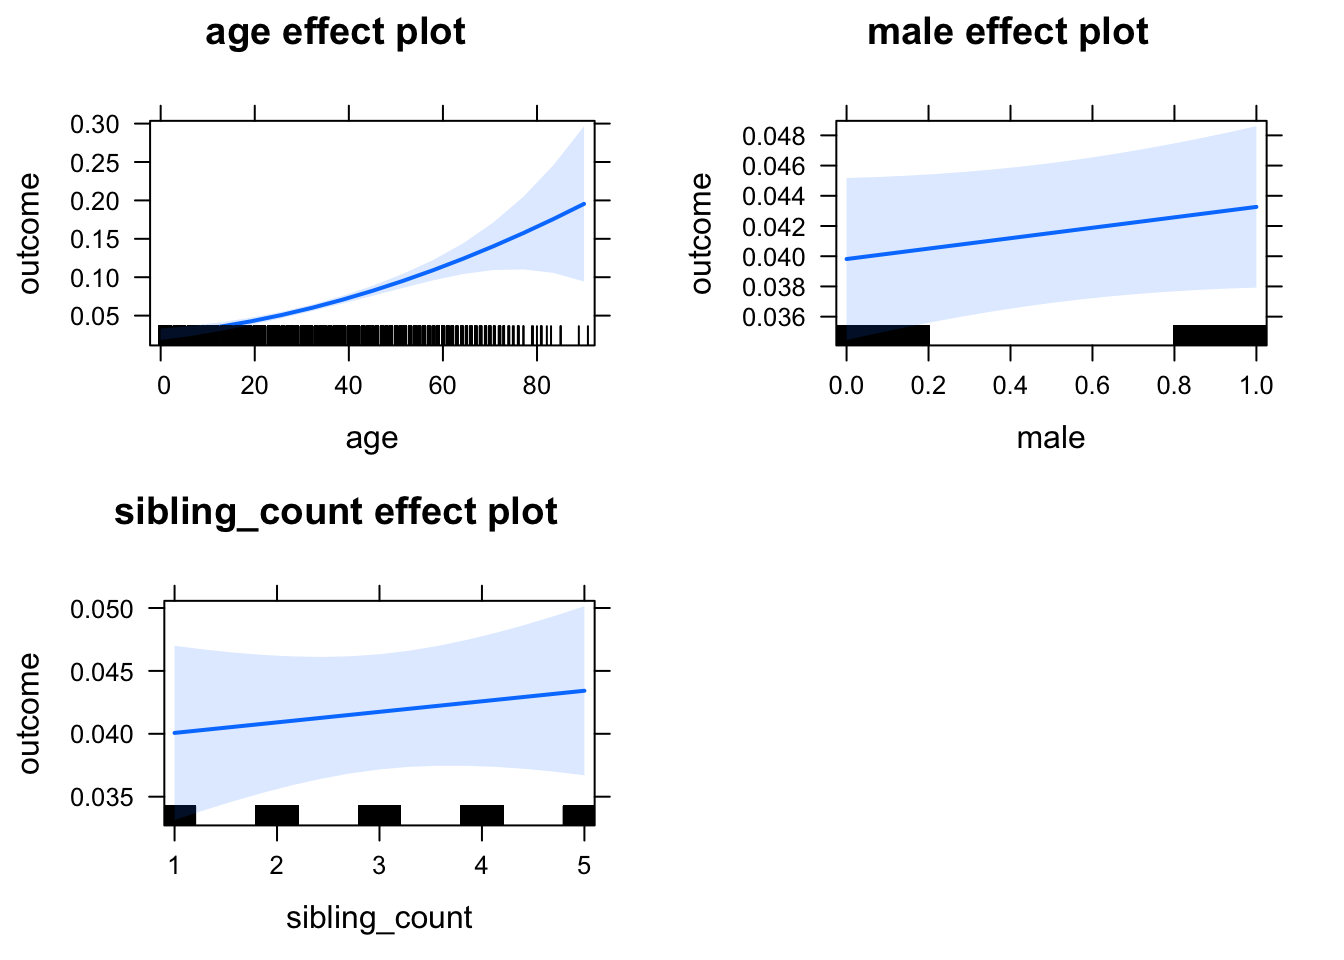 age effect plot
outcome
0.30
0.25
0.20
0.15
0.10
0.05
0 20 40 60 80
age
male effect plot
outcome
0.048
0.046
0.044
0.042
0.040
0.038
0.036
0.0 0.2 0.4 0.6 0.8 1.0
male
sibling_count effect plot
outcome
0.050
0.045
0.040
0.035
1 2 3 4 5
sibling_count